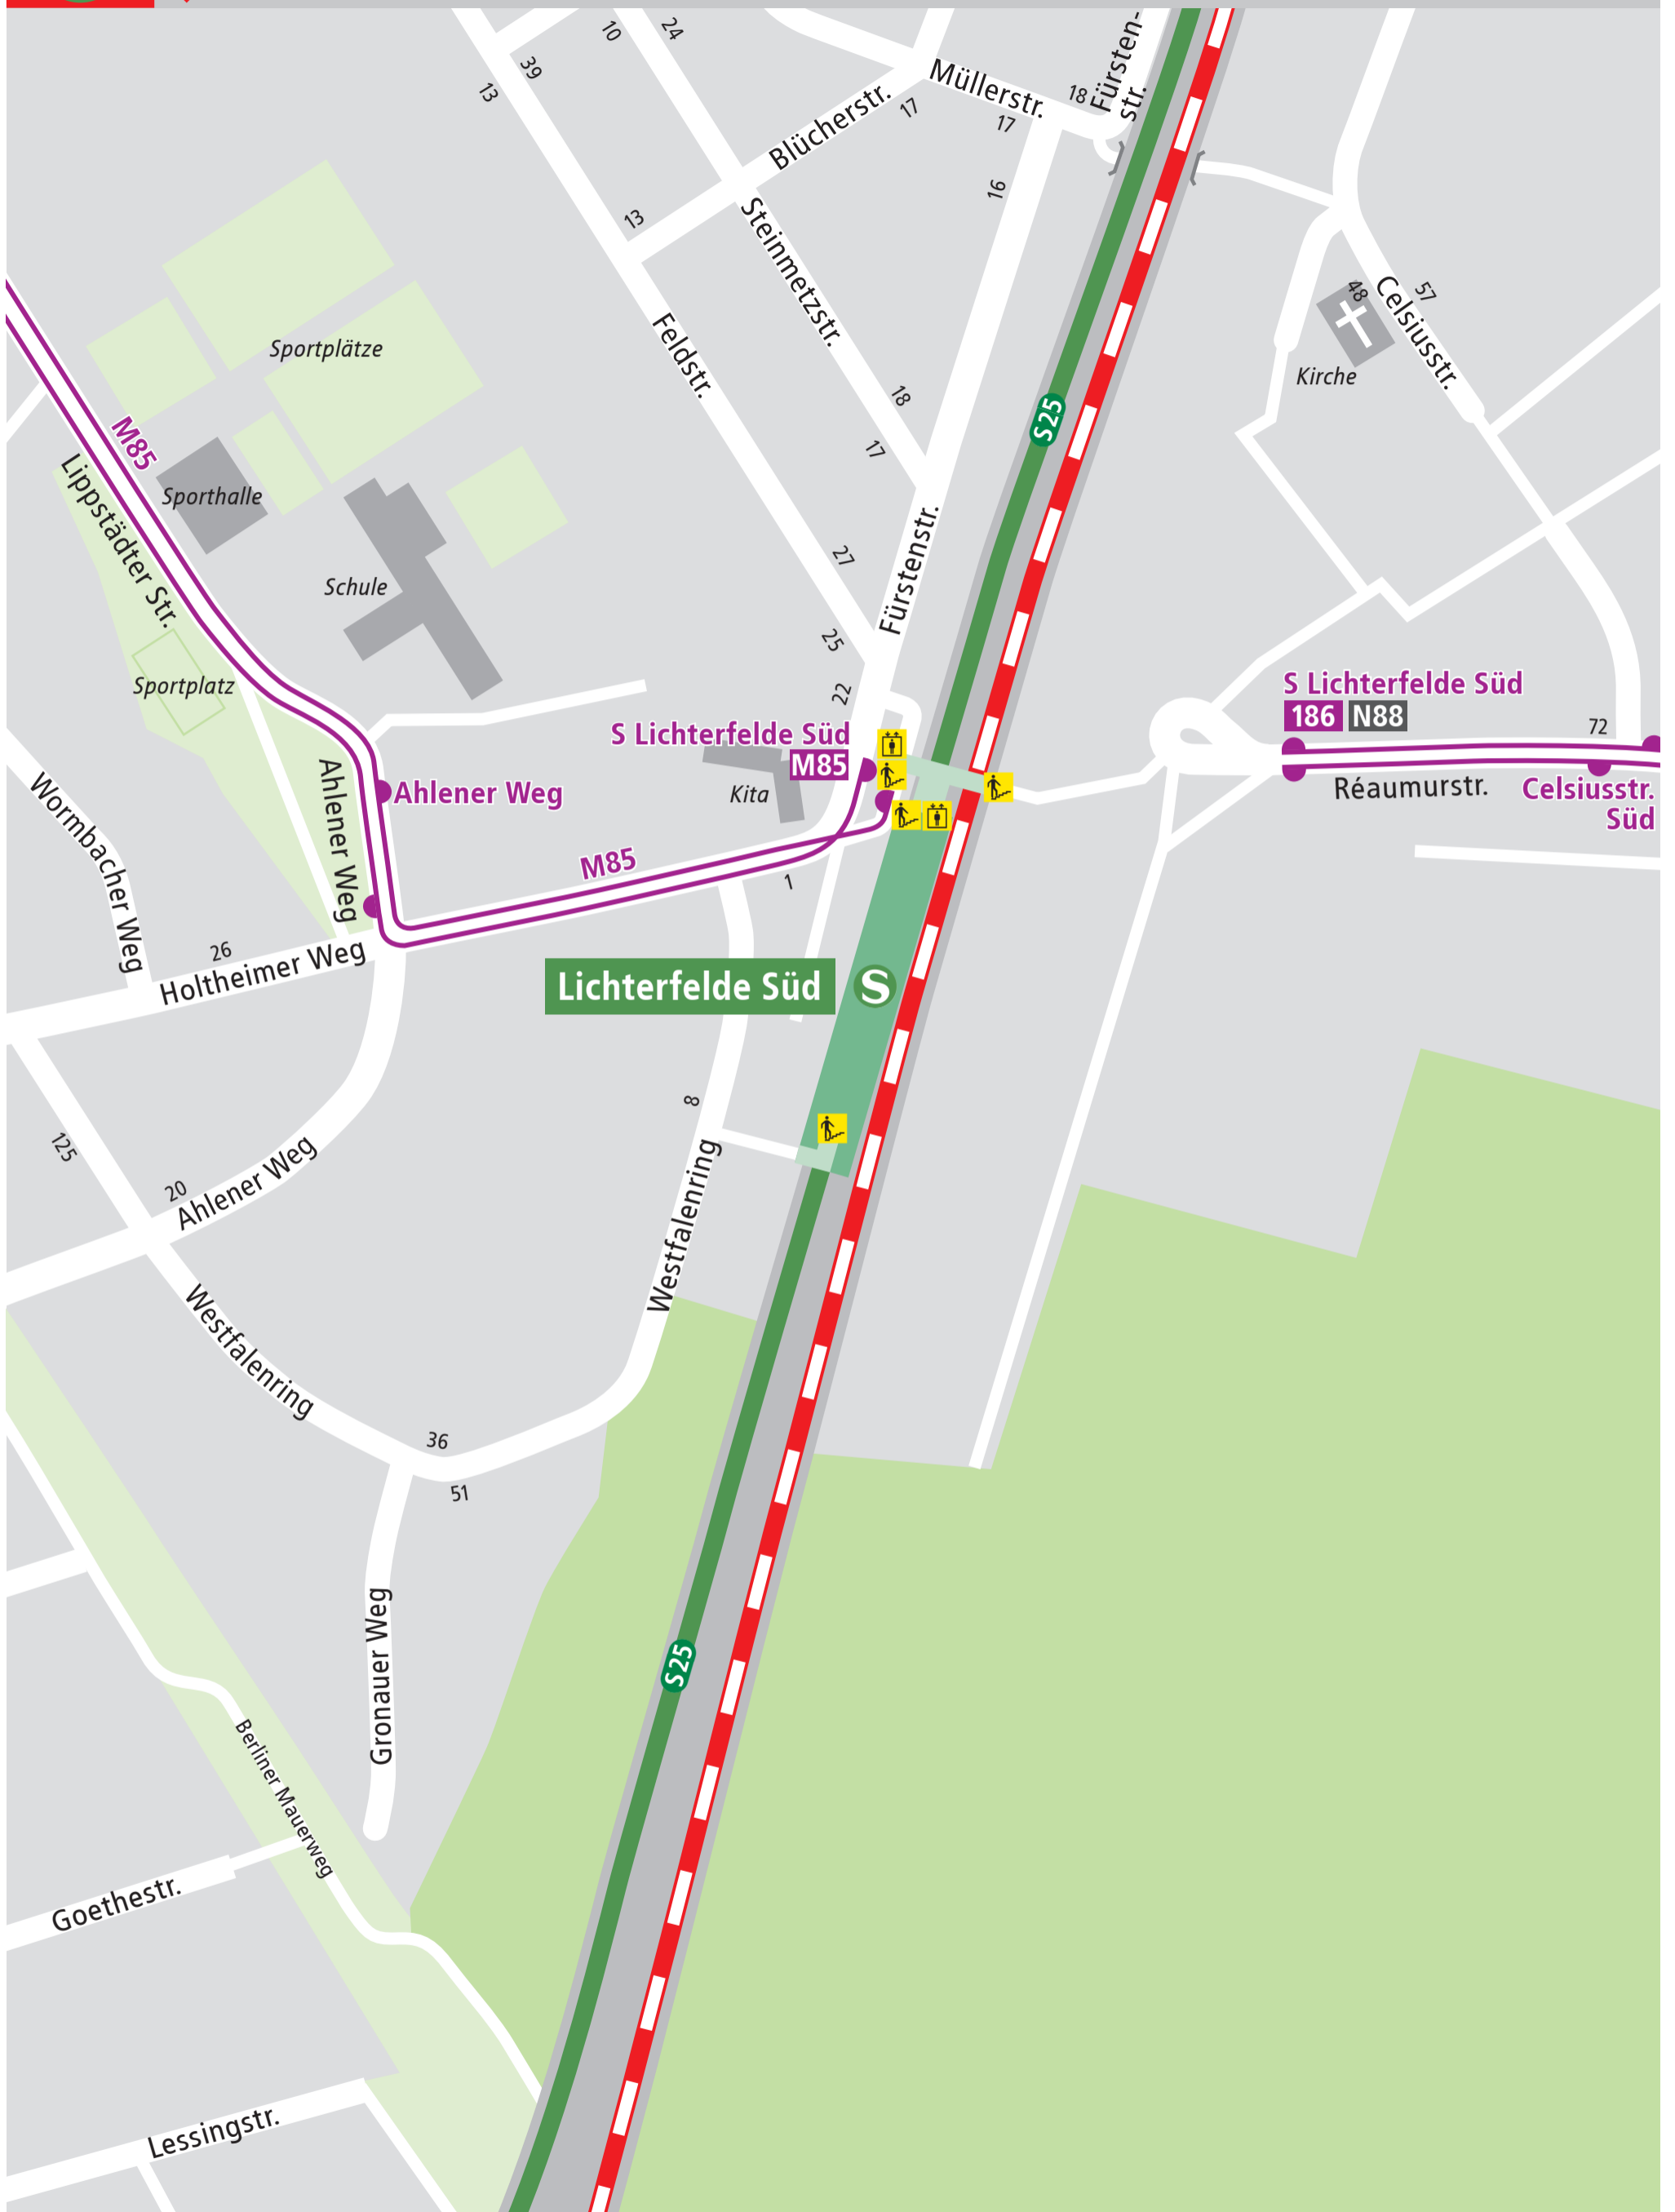 10
24
39
13
Müllerstr.
17
18
17
Fürsten-
str.
Blücherstr.
13
16
Steinmetzstr.
Sportplätze
Feldstr.
48
57
Celsiusstr.
Kirche
S25
18
17
M85
Lippstädter Str.
Sporthalle
Schule
27
Fürstenstr.
25
22
Sportplatz
S Lichterfelde Süd
M85
S Lichterfelde Süd
186 N88
72
Réaumurstr.
Celsiusstr.
Süd
Kita
Ahlener Weg
Ahlener Weg
Wormbacher Weg
M85
1
26
Holtheimer Weg
Lichterfelde Süd
S
8
125
20
Ahlener Weg
Westfalenring
Westfalenring
36
51
Gronauer Weg
S25
Berliner Mauerweg
Goethestr.
Lessingstr.